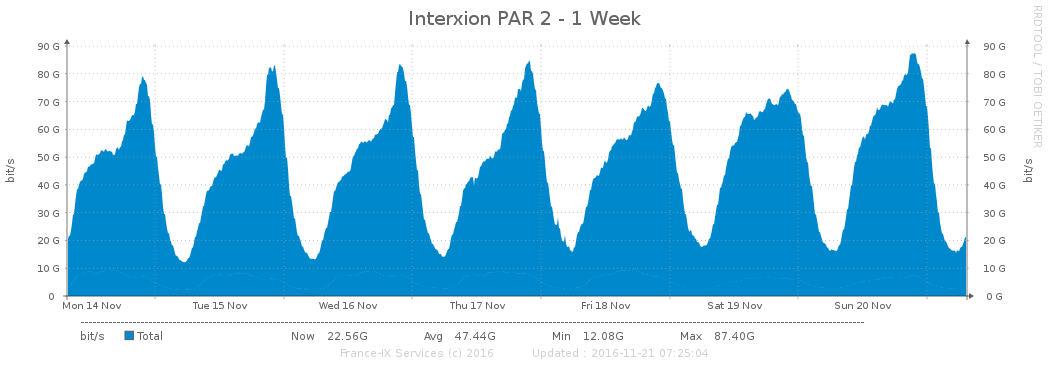 Interxion PAR 2 - 1 Week
RRDTOOL / TOBI OETIKER
90 G 90 G
80 G 80 G
70 G 70 G
60 G 60 G
50 G 50 G
40 G 40 G
30 G 30 G
20 G 20 G
10 G 10 G
0 0 G
bit/s
bit/s
Mon 14 Nov Tue 15 Nov Wed 16 Nov Thu 17 Nov Fri 18 Nov Sat 19 Nov Sun 20 Nov
bit/s Total Now 22.56G Avg 47.44G Min 12.08G Max 87.40G
France-IX Services (c) 2016 Updated : 2016-11-21 07:25:04